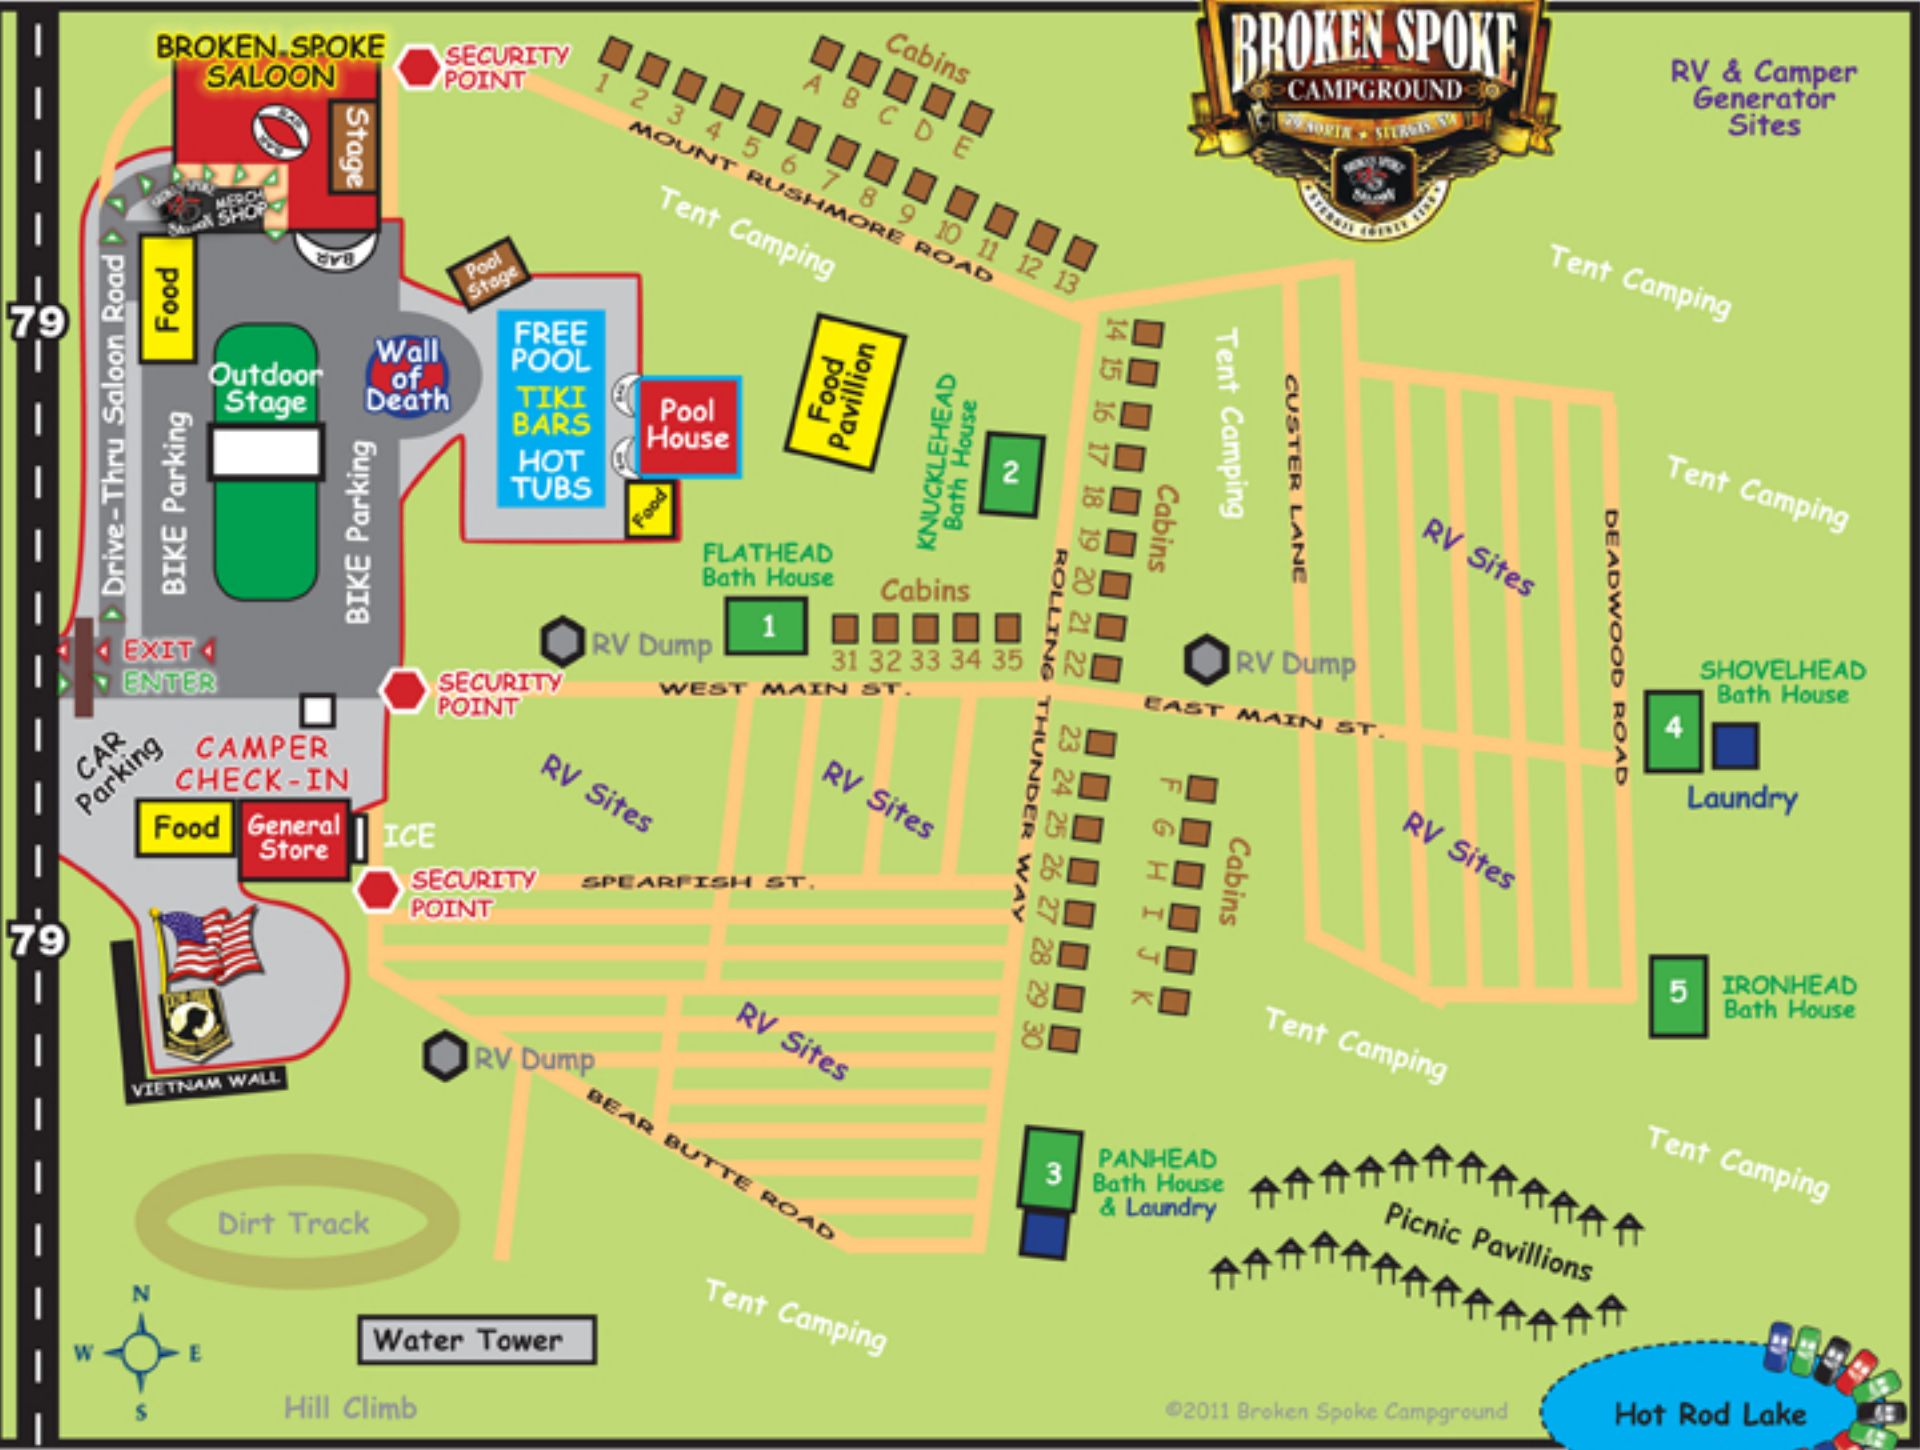 BROKEN SPOKE
SALOON
SECURITY
POINT
BAR
BAR
Stage
MERCH
SHOP
BAR
Food
Drive-Thru Saloon Road
79
Outdoor
Stage
BIKE Parking
BIKE Parking
Wall
of
Death
Pool
Stage
FREE
POOL
TIKI
BARS
HOT
TUBS
Pool
House
Food
EXIT
ENTER
SECURITY
POINT
CAR
Parking
CAMPER
CHECK-IN
Food
General
Store
ICE
SECURITY
POINT
79
VIETNAM WALL
1
2
3
4
5
6
7
8
9
10
11
12
13
Cabins
A
B
C
D
E
MOUNT RUSHMORE ROAD
Tent Camping
BROKEN SPOKE
CAMPGROUND
79 NORTH ★ STURGIS, SD
RV & Camper
Generator
Sites
Tent Camping
Food
Pavillion
KNUCKLEHEAD
Bath House
2
FLATHEAD
Bath House
1
Cabins
31 32 33 34 35
RV Dump
14
15
16
17
18
19
20
21
22
Cabins
Tent Camping
CUSTER LANE
RV Sites
DEADWOOD ROAD
Tent Camping
ROLLING THUNDER WAY
RV Dump
WEST MAIN ST.
EAST MAIN ST.
SHOVELHEAD
Bath House
4
Laundry
RV Sites
RV Sites
RV Sites
23
24
25
26
27
28
29
30
F
G
H
I
J
K
Cabins
SPEARFISH ST.
5
IRONHEAD
Bath House
RV Sites
RV Dump
BEAR BUTTE ROAD
Tent Camping
Tent Camping
3
PANHEAD
Bath House
& Laundry
Picnic Pavillions
Dirt Track
Tent Camping
N
W
E
S
Water Tower
Hill Climb
©2011 Broken Spoke Campground
Hot Rod Lake